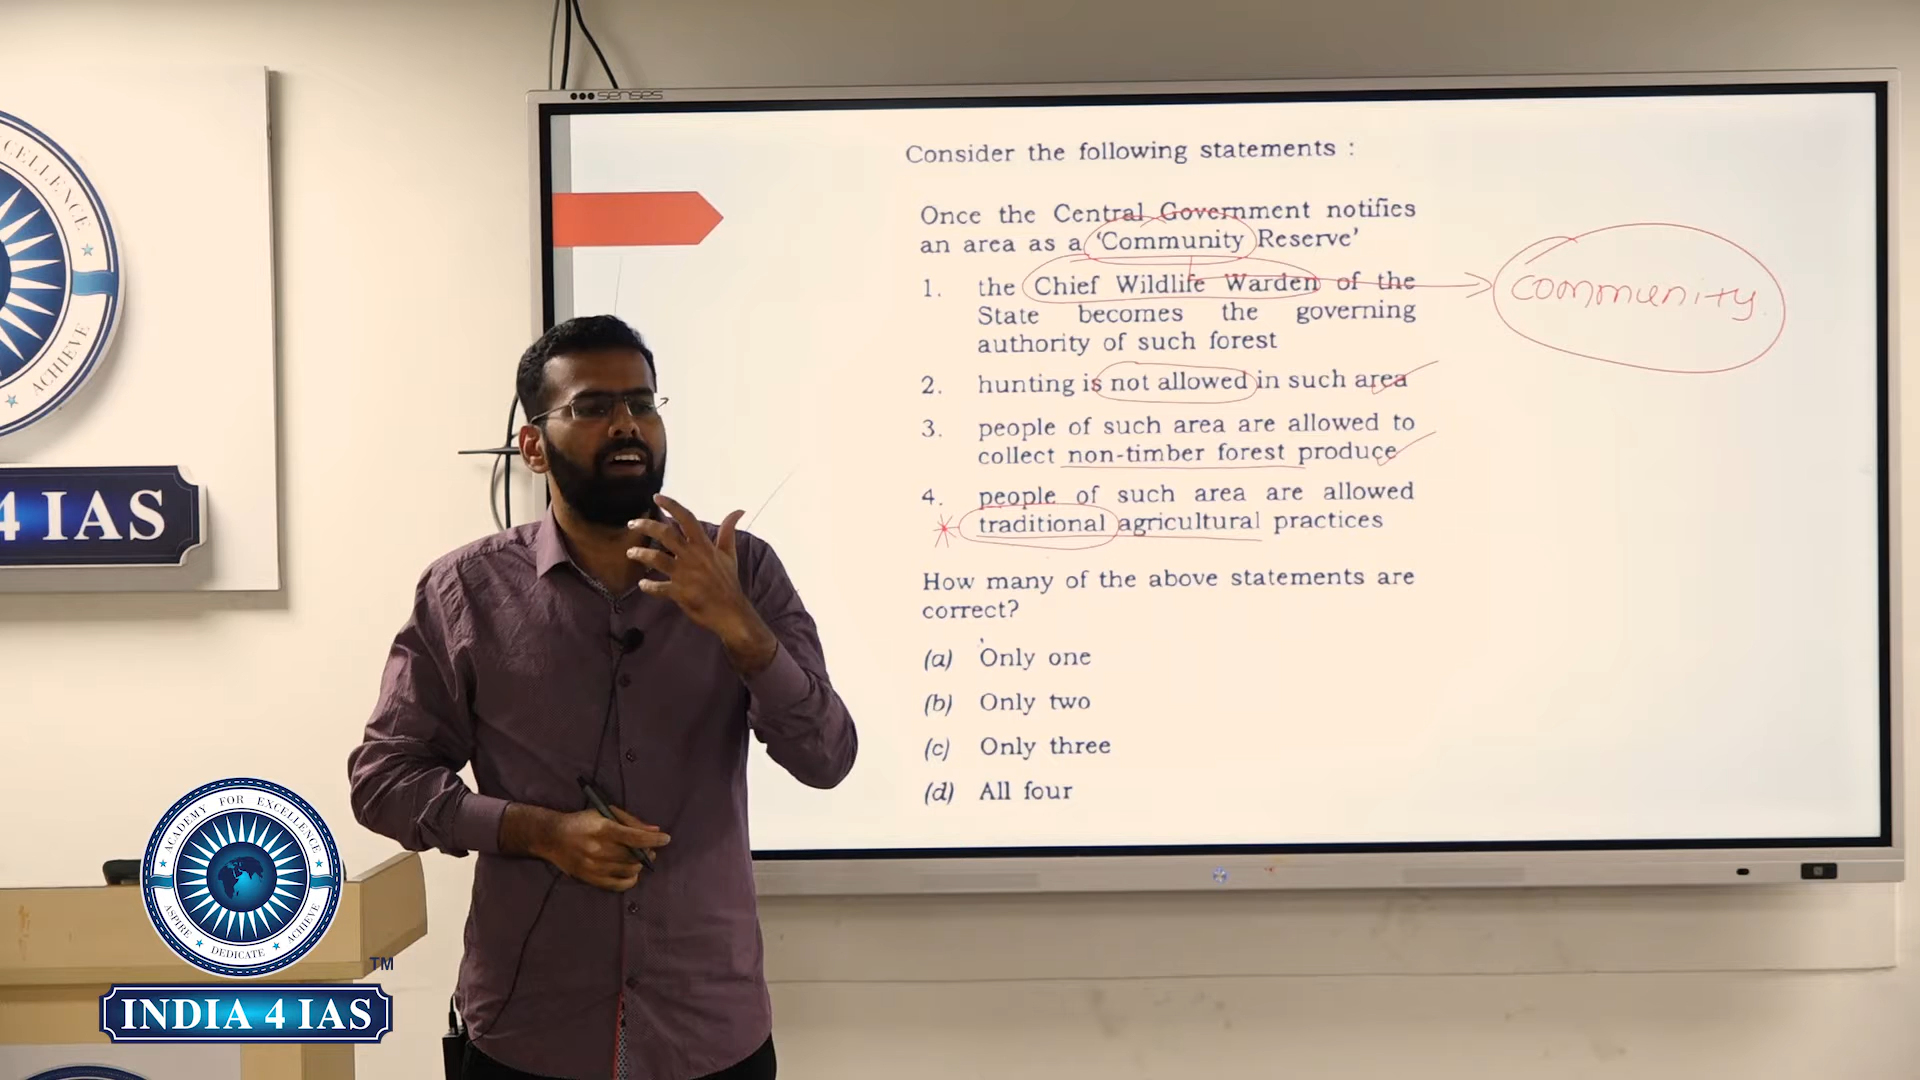 senses
CELLENCE
ACHIEVE
4 IAS
Consider the following statements :
Once the Central Government notifies
an area as a 'Community Reserve'
1. the Chief Wildlife Warden of the
State becomes the governing
authority of such forest
community
2. hunting is not allowed in such area
3. people of such area are allowed to
collect non-timber forest produce
4. people of such area are allowed
traditional agricultural practices
How many of the above statements are
correct?
(a) Only one
(b) Only two
(c) Only three
(d) All four
ACADEMY FOR EXCELLENCE
ASPIRE DEDICATE ACHIEVE
TM
INDIA 4 IAS